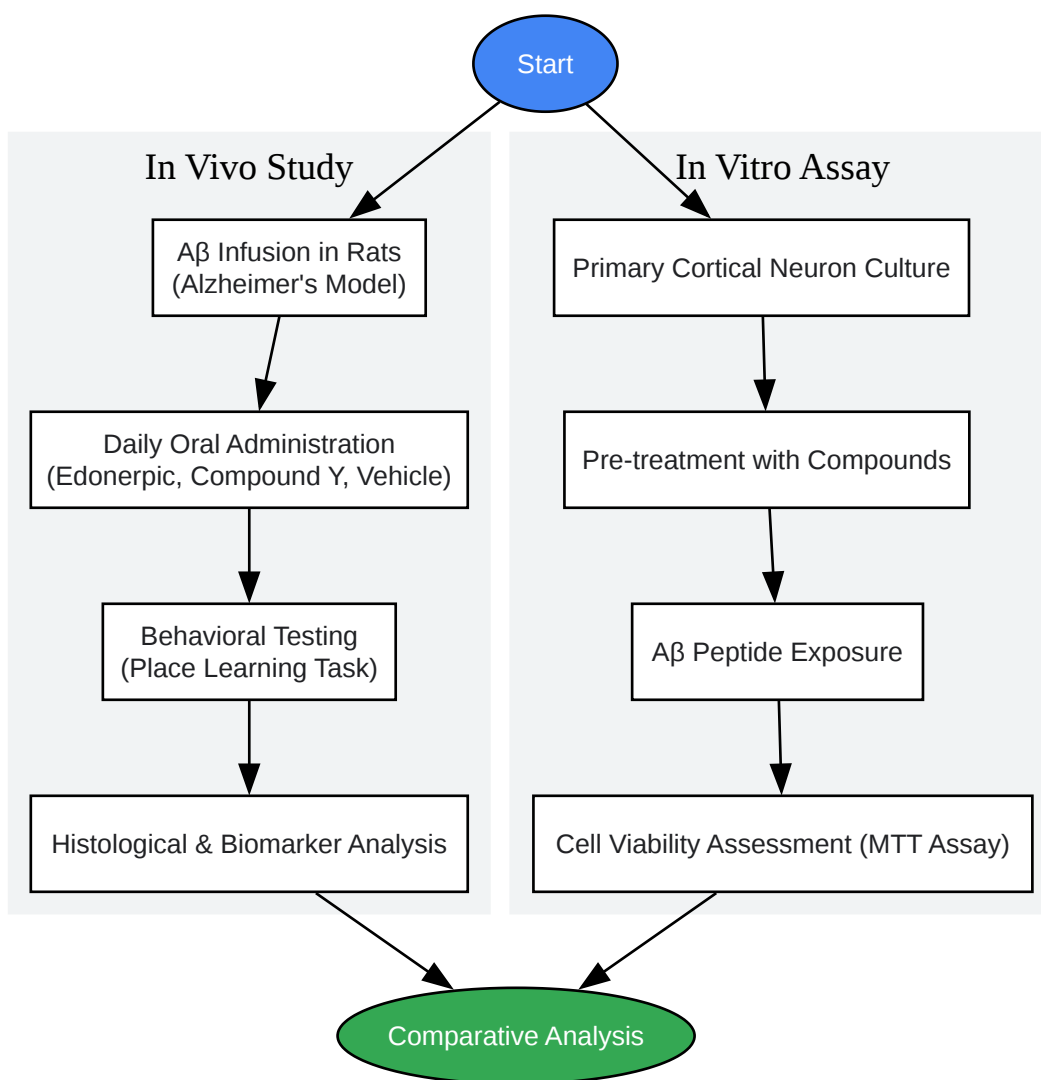 Start
In Vivo Study
Aβ Infusion in Rats
(Alzheimer's Model)
Daily Oral Administration
(Edonerpic, Compound Y, Vehicle)
Behavioral Testing
(Place Learning Task)
Histological & Biomarker Analysis
In Vitro Assay
Primary Cortical Neuron Culture
Pre-treatment with Compounds
Aβ Peptide Exposure
Cell Viability Assessment (MTT Assay)
Comparative Analysis